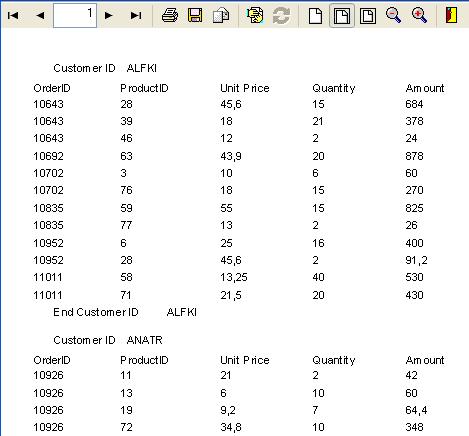 1
Customer ID ALFKI
OrderID ProductID Unit Price Quantity Amount
10643 28 45,6 15 684
10643 39 18 21 378
10643 46 12 2 24
10692 63 43,9 20 878
10702 3 10 6 60
10702 76 18 15 270
10835 59 55 15 825
10835 77 13 2 26
10952 6 25 16 400
10952 28 45,6 2 91,2
11011 58 13,25 40 530
11011 71 21,5 20 430
End Customer ID ALFKI
Customer ID ANATR
OrderID ProductID Unit Price Quantity Amount
10926 11 21 2 42
10926 13 6 10 60
10926 19 9,2 7 64,4
10926 72 34,8 10 348